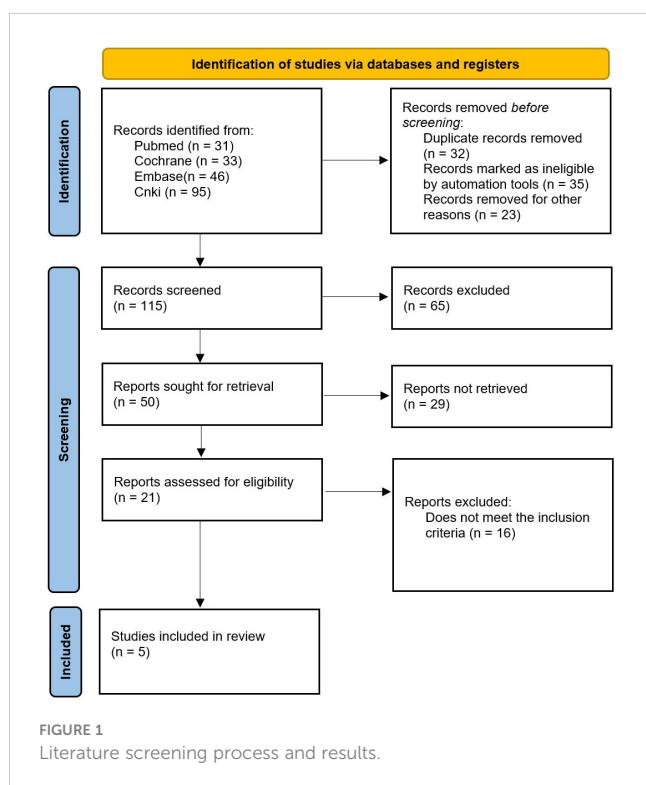 Identification of studies via databases and registers
Identification
Records identified from:
Pubmed (n = 31)
Cochrane (n = 33)
Embase(n = 46)
Cnki (n = 95)
Records removed before
screening:
Duplicate records removed
(n = 32)
Records marked as ineligible
by automation tools (n = 35)
Records removed for other
reasons (n = 23)
Screening
Records screened
(n = 115)
Records excluded
(n = 65)
Reports sought for retrieval
(n = 50)
Reports not retrieved
(n = 29)
Reports assessed for eligibility
(n = 21)
Reports excluded:
Does not meet the inclusion
criteria (n = 16)
Included
Studies included in review
(n = 5)
FIGURE 1
Literature screening process and results.